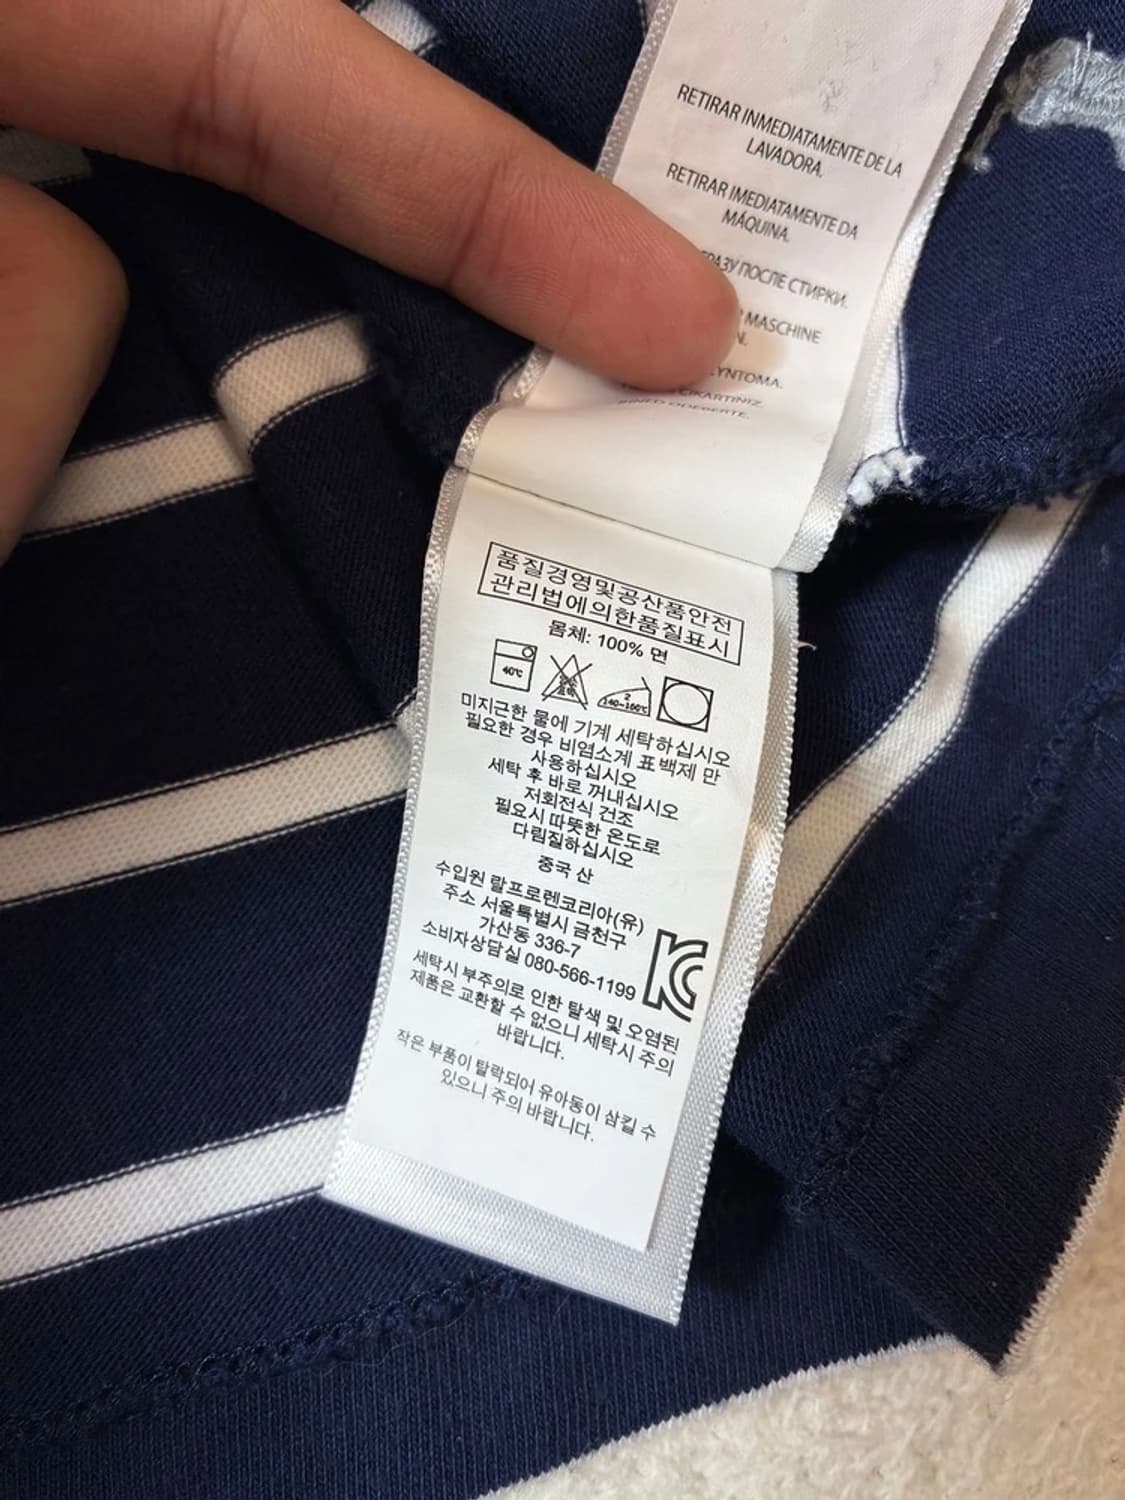 RETIRAR INMEDIATAMENTE DE LA
LAVADORA.
RETIRAR IMEDIATAMENTE DA
MÁQUINA.
ПОСЛЕ СТИРКИ.
MASCHINE
ÇIKARTINIZ.
ODEBERTE.
품질경영및공산품안전
관리법에의한품질표시
몸체: 100% 면
40℃
염소
표백
2
140~160℃
미지근한 물에 기계 세탁하십시오
필요한 경우 비염소계 표백제 만
사용하십시오
세탁 후 바로 꺼내십시오
저회전식 건조
필요시 따뜻한 온도로
다림질하십시오
중국 산
수입원 랄프로렌코리아(유)
주소 서울특별시 금천구
가산동 336-7
소비자상담실 080-566-1199
세탁시 부주의로 인한 탈색 및 오염된
제품은 교환할 수 없으니 세탁시 주의
바랍니다.
작은 부품이 탈락되어 유아동이 삼킬 수
있으니 주의 바랍니다.